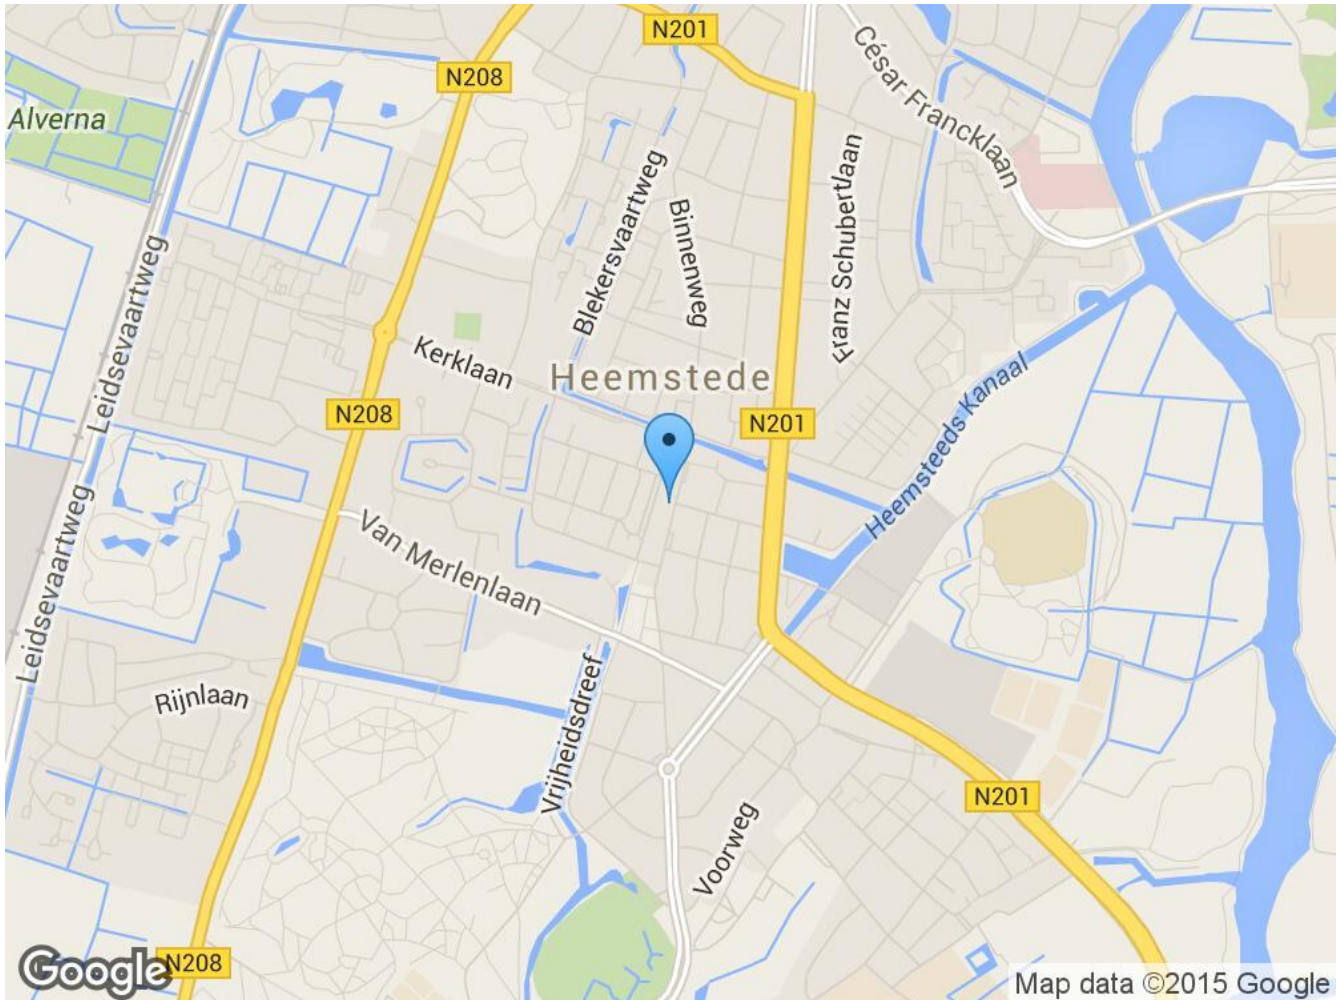 N201
César Francklaan
N208
Alverna
Franz Schubertlaan
Blekersvaartweg
Binnenweg
Leidsevaartweg
Kerklaan
Heemstede
Heemsteeds Kanaal
N208
N201
Leidsevaartweg
Van Merlenlaan
Rijnlaan
Vrijheidsdreef
N201
Voorweg
Google
N208
Map data ©2015 Google